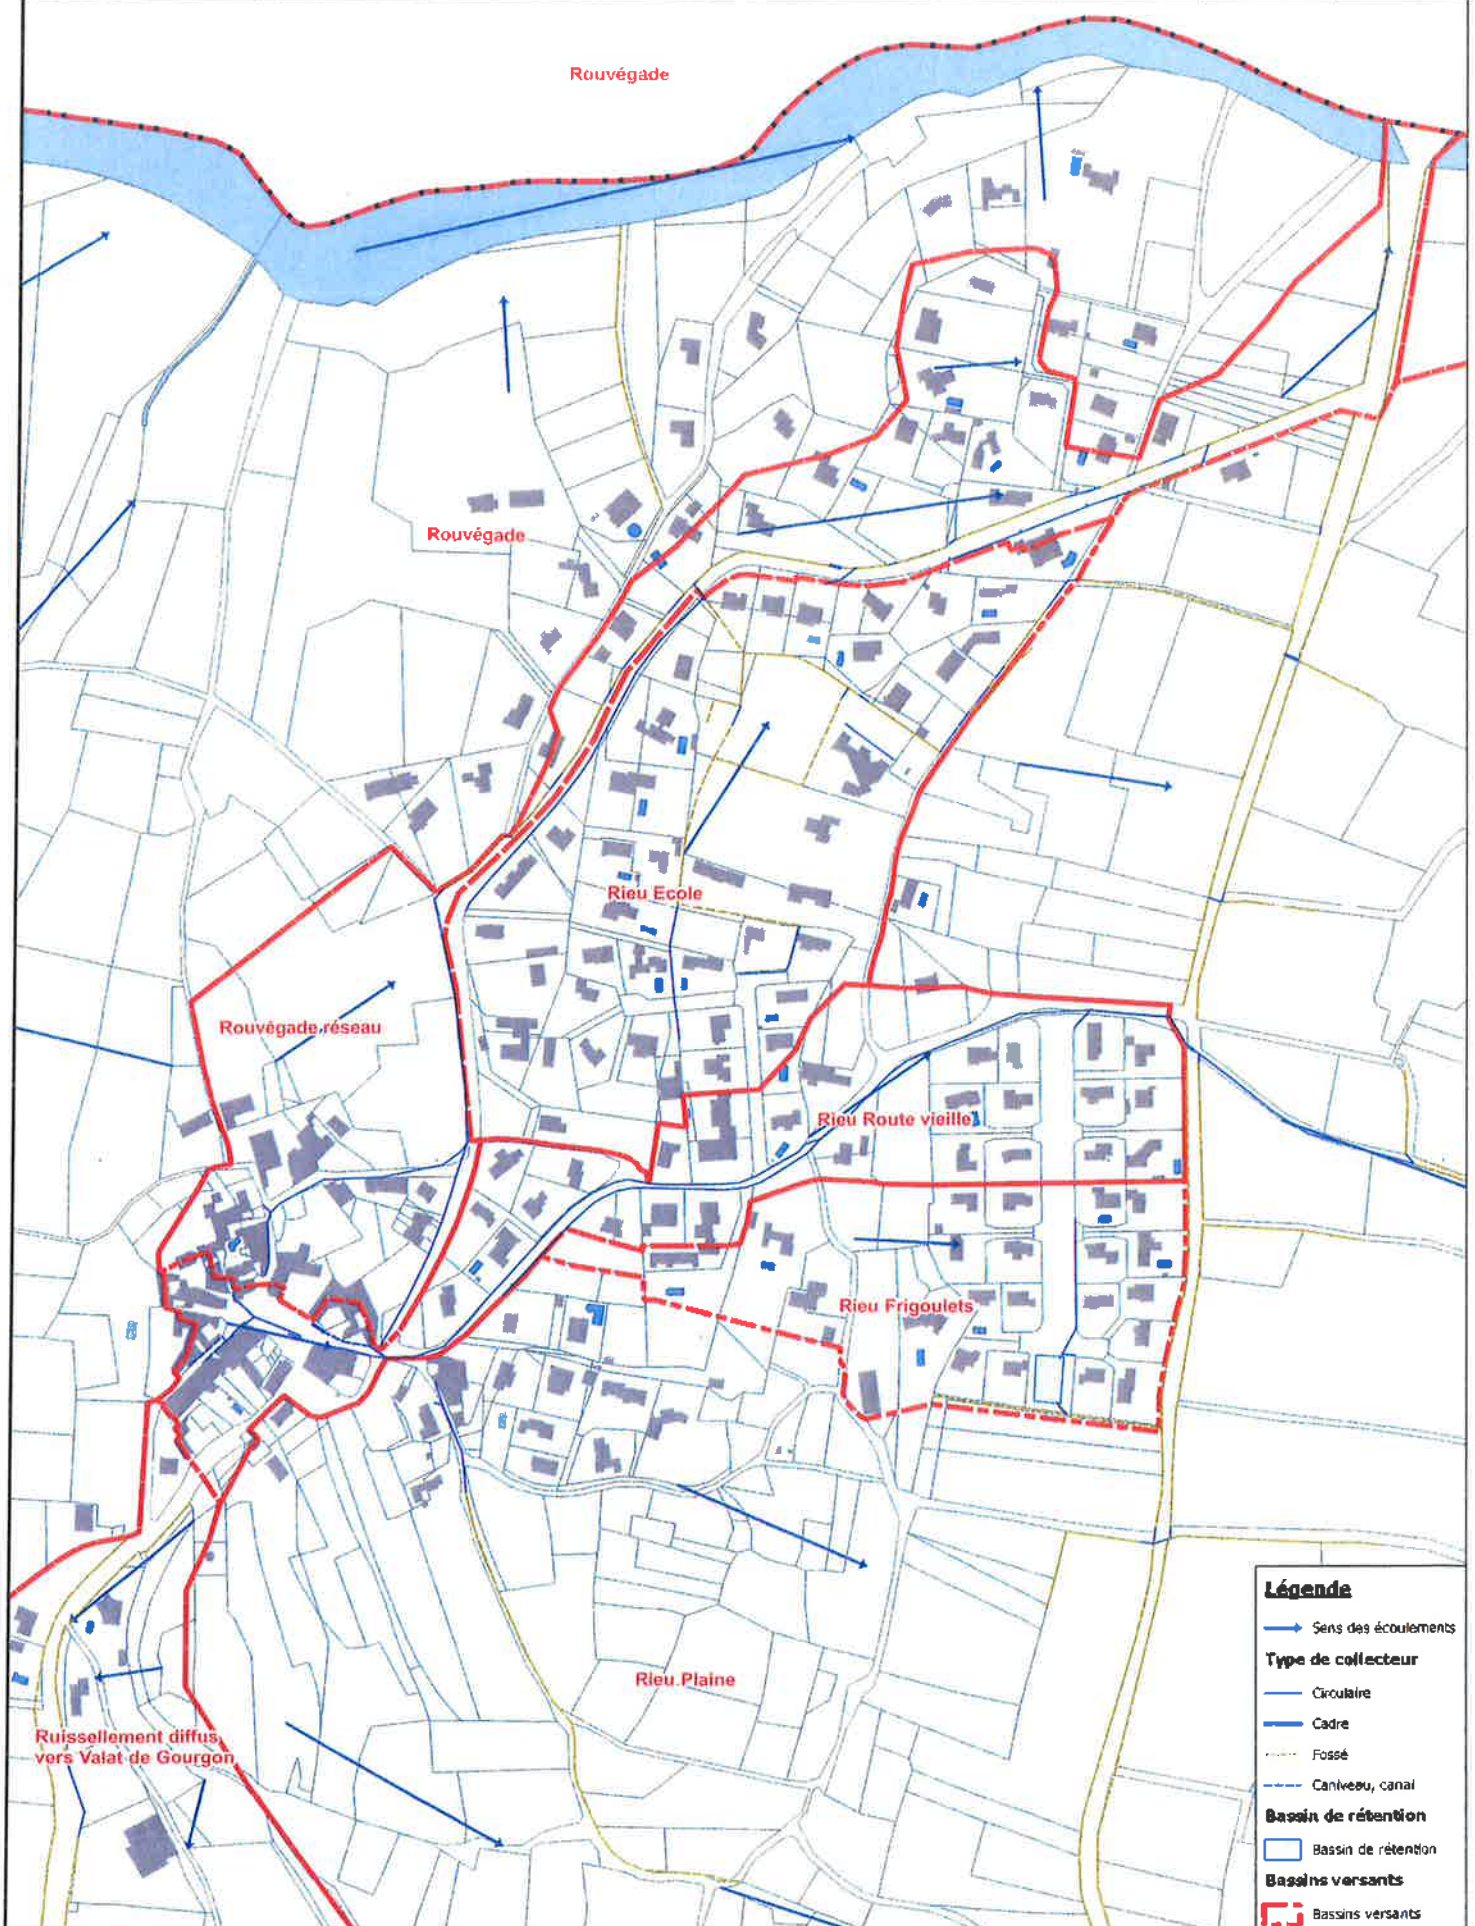 Rouvégade
Rouvégade
Rieu Ecole
Rouvégade réseau
Rieu Route vieille
Rieu Frigoulets
Rieu Plaine
Ruissellement diffus
vers Valat de Gourgon
Légende
Sens des écoulements
Type de collecteur
Circulaire
Cadre
Fossé
Caniveau, canal
Bassin de rétention
Bassin de rétention
Bassins versants
Bassins versants